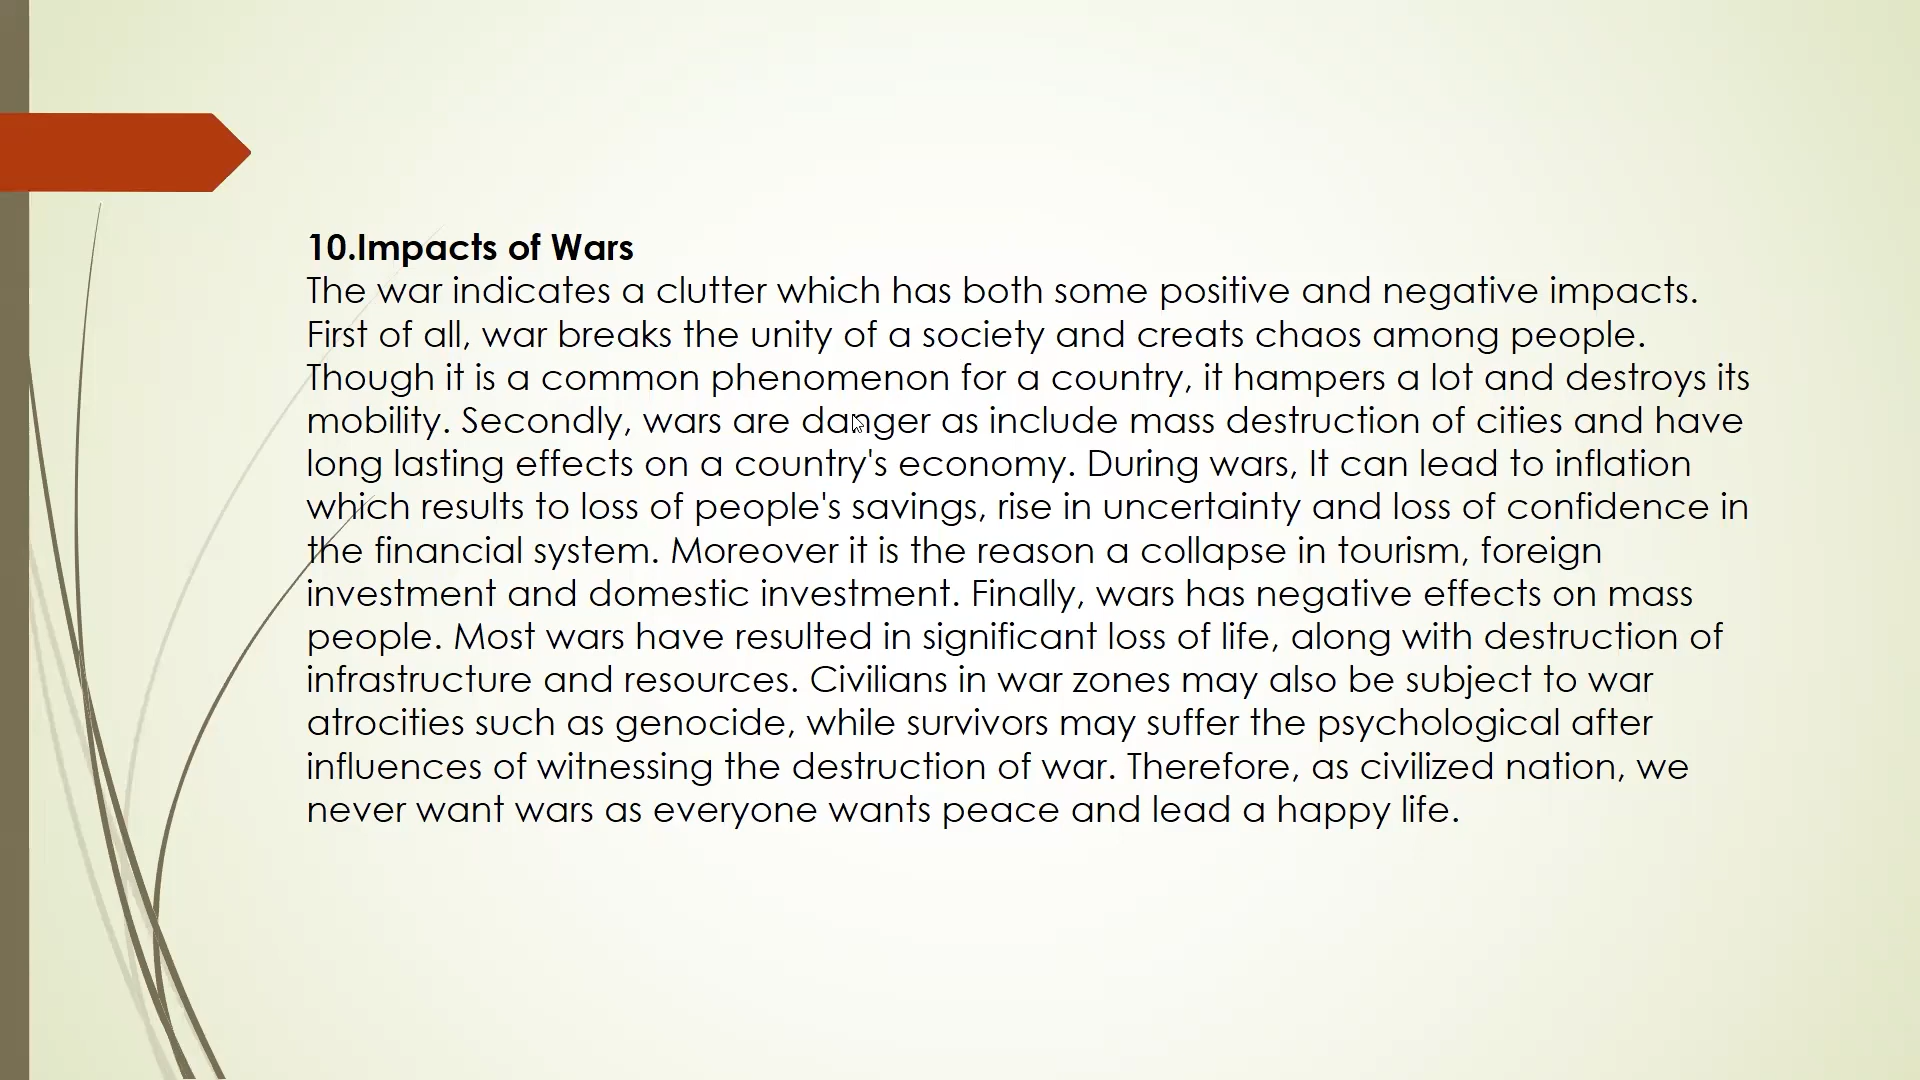 10.Impacts of Wars
The war indicates a clutter which has both some positive and negative impacts.
First of all, war breaks the unity of a society and creats chaos among people.
Though it is a common phenomenon for a country, it hampers a lot and destroys its
mobility. Secondly, wars are danger as include mass destruction of cities and have
long lasting effects on a country's economy. During wars, It can lead to inflation
which results to loss of people's savings, rise in uncertainty and loss of confidence in
the financial system. Moreover it is the reason a collapse in tourism, foreign
investment and domestic investment. Finally, wars has negative effects on mass
people. Most wars have resulted in significant loss of life, along with destruction of
infrastructure and resources. Civilians in war zones may also be subject to war
atrocities such as genocide, while survivors may suffer the psychological after
influences of witnessing the destruction of war. Therefore, as civilized nation, we
never want wars as everyone wants peace and lead a happy life.